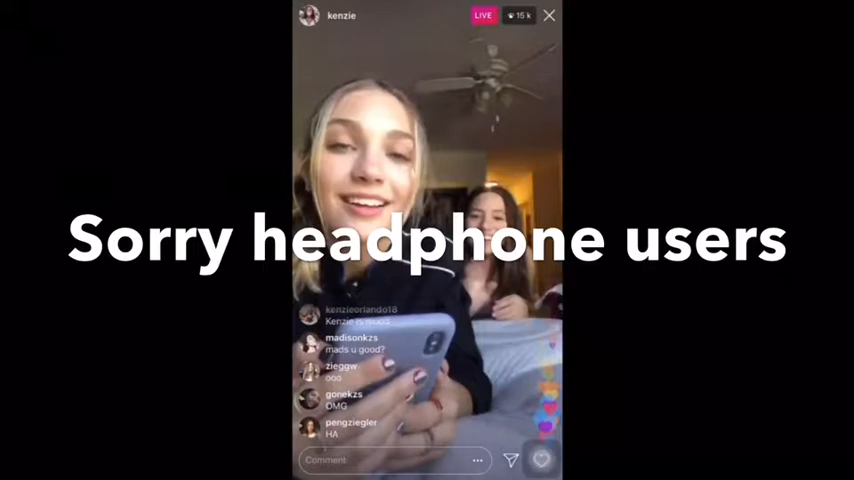 kenzie
LIVE
15 k
Sorry headphone users
kenzieorlando18
Kenzie is mood
madisonkzs
mads u good?
zieggw
ooo
gonekzs
OMG
pengziegler
HA
Comment